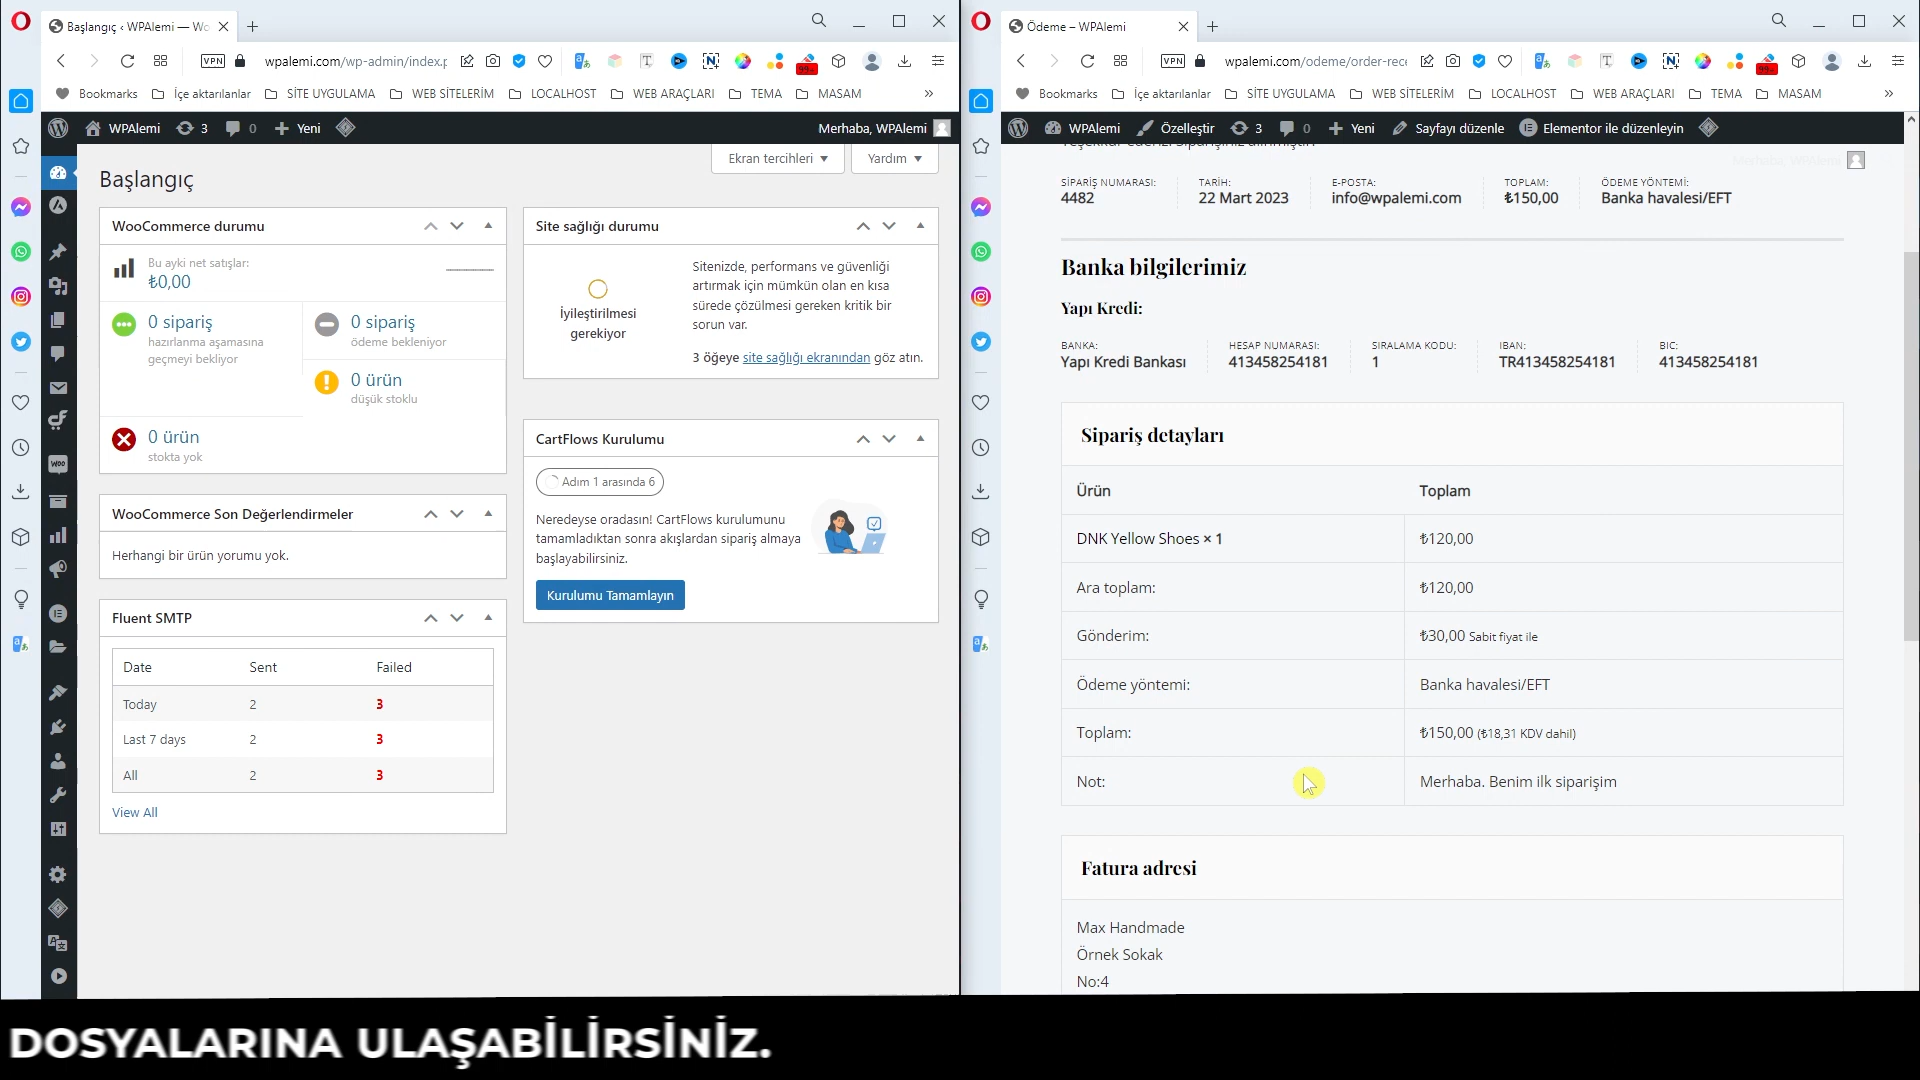 Başlangıç ‹ WPAlemi — Wo
VPN
wpalemi.com/wp-admin/index.p
99+
Bookmarks
İçe aktarılanlar
SİTE UYGULAMA
WEB SİTELERİM
LOCALHOST
WEB ARAÇLARI
TEMA
MASAM
WPAlemi
3
0
Yeni
Merhaba, WPAlemi
Ekran tercihleri
Yardım
Başlangıç
WooCommerce durumu
Bu ayki net satışlar:
₺0,00
0 sipariş
hazırlanma aşamasına
geçmeyi bekliyor
0 sipariş
ödeme bekleniyor
0 ürün
düşük stoklu
0 ürün
stokta yok
WooCommerce Son Değerlendirmeler
Herhangi bir ürün yorumu yok.
Fluent SMTP
Date Sent Failed
Today 2 3
Last 7 days 2 3
All 2 3
View All
Site sağlığı durumu
İyileştirilmesi
gerekiyor
Sitenizde, performans ve güvenliği
artırmak için mümkün olan en kısa
sürede çözülmesi gereken kritik bir
sorun var.
3 öğeye site sağlığı ekranından göz atın.
CartFlows Kurulumu
Adım 1 arasında 6
Neredeyse oradasın! CartFlows kurulumunu
tamamladıktan sonra akışlardan sipariş almaya
başlayabilirsiniz.
Kurulumu Tamamlayın
Ödeme – WPAlemi
VPN
wpalemi.com/odeme/order-rece
99+
Bookmarks
İçe aktarılanlar
SİTE UYGULAMA
WEB SİTELERİM
LOCALHOST
WEB ARAÇLARI
TEMA
MASAM
WPAlemi
Özelleştir
3
0
Yeni
Sayfayı düzenle
Elementor ile düzenleyin
Teşekkür ederiz. Siparişiniz alınmıştır.
SİPARİŞ NUMARASI:
4482
TARİH:
22 Mart 2023
E-POSTA:
info@wpalemi.com
TOPLAM:
₺150,00
ÖDEME YÖNTEMİ:
Banka havalesi/EFT
Banka bilgilerimiz
Yapı Kredi:
BANKA:
Yapı Kredi Bankası
HESAP NUMARASI:
413458254181
SIRALAMA KODU:
1
IBAN:
TR413458254181
BIC:
413458254181
Sipariş detayları
Ürün Toplam
DNK Yellow Shoes × 1 ₺120,00
Ara toplam: ₺120,00
Gönderim: ₺30,00 Sabit fiyat ile
Ödeme yöntemi: Banka havalesi/EFT
Toplam: ₺150,00 (₺18,31 KDV dahil)
Not: Merhaba. Benim ilk siparişim
Fatura adresi
Max Handmade
Örnek Sokak
No:4
DOSYALARINA ULAŞABİLİRSİNİZ.